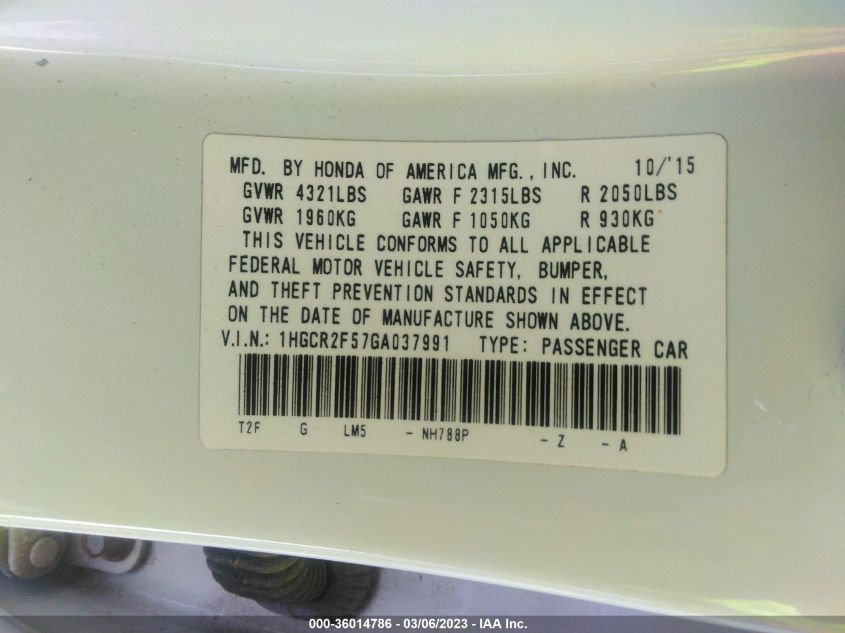 MFD. BY HONDA OF AMERICA MFG., INC. 10/'15
GVWR 4321LBS GAWR F 2315LBS R 2050LBS
GVWR 1960KG GAWR F 1050KG R 930KG
THIS VEHICLE CONFORMS TO ALL APPLICABLE
FEDERAL MOTOR VEHICLE SAFETY, BUMPER,
AND THEFT PREVENTION STANDARDS IN EFFECT
ON THE DATE OF MANUFACTURE SHOWN ABOVE.
V.I.N.: 1HGCR2F57GA037991 TYPE: PASSENGER CAR
T2F G LM5 - NH788P - Z - A
000-36014786 - 03/06/2023 - IAA Inc.